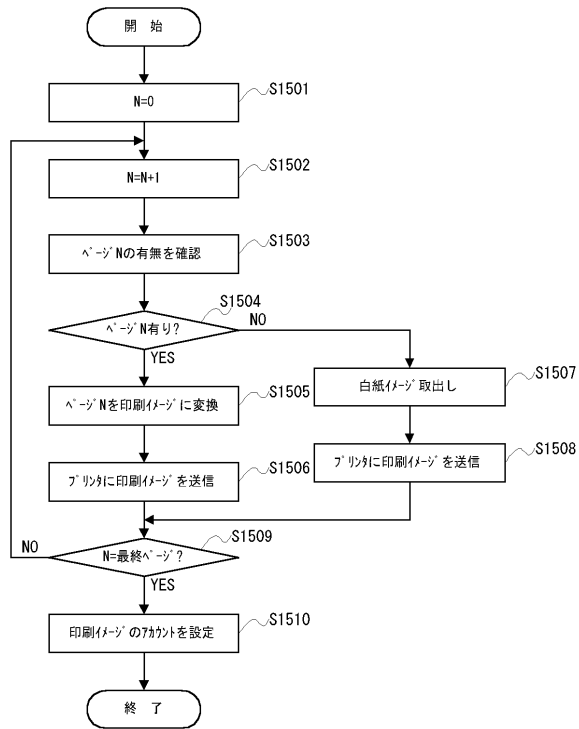 開　始
N=0
S1501
N=N+1
S1502
ﾍﾟｰｼﾞNの有無を確認
S1503
ﾍﾟｰｼﾞN有り?
S1504
NO
YES
ﾍﾟｰｼﾞNを印刷ｲﾒｰｼﾞに変換
S1505
白紙ｲﾒｰｼﾞ取出し
S1507
ﾌﾟﾘﾝﾀに印刷ｲﾒｰｼﾞを送信
S1506
ﾌﾟﾘﾝﾀに印刷ｲﾒｰｼﾞを送信
S1508
N=最終ﾍﾟｰｼﾞ?
S1509
NO
YES
印刷ｲﾒｰｼﾞのｱｶｳﾝﾄを設定
S1510
終　了